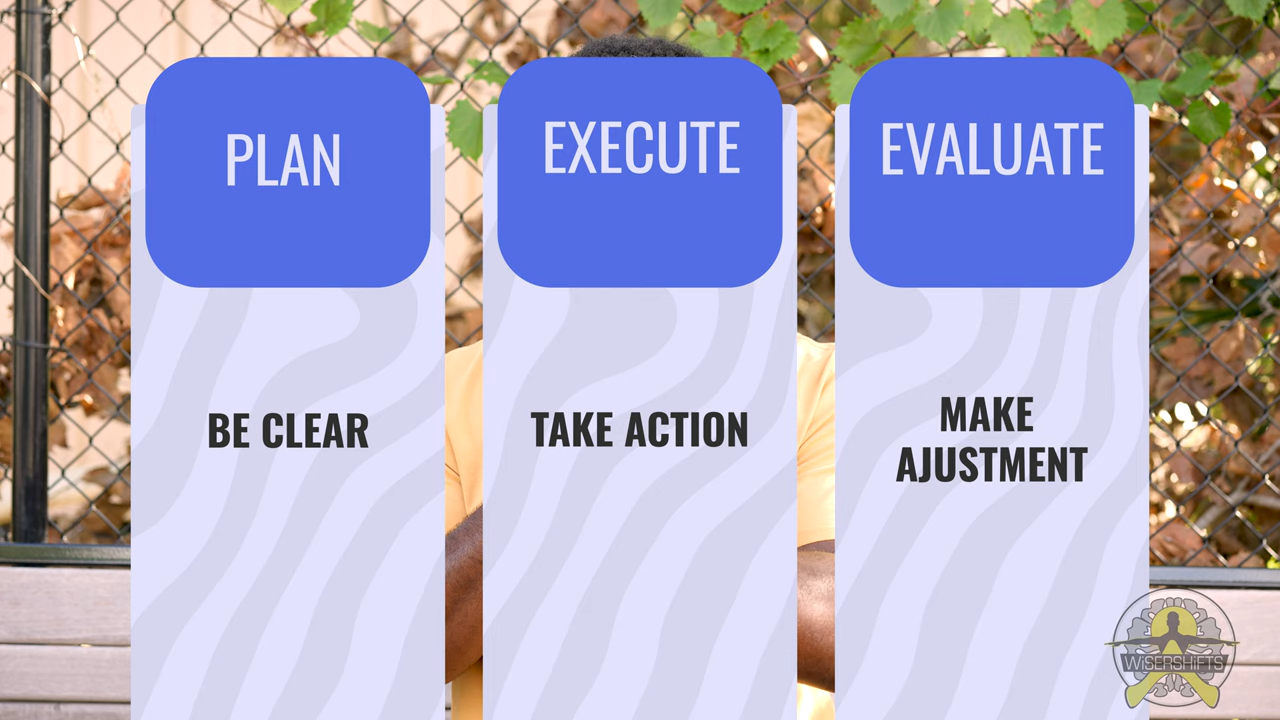 PLAN
EXECUTE
EVALUATE
BE CLEAR
TAKE ACTION
MAKE
AJUSTMENT
WiSERSHiFTS